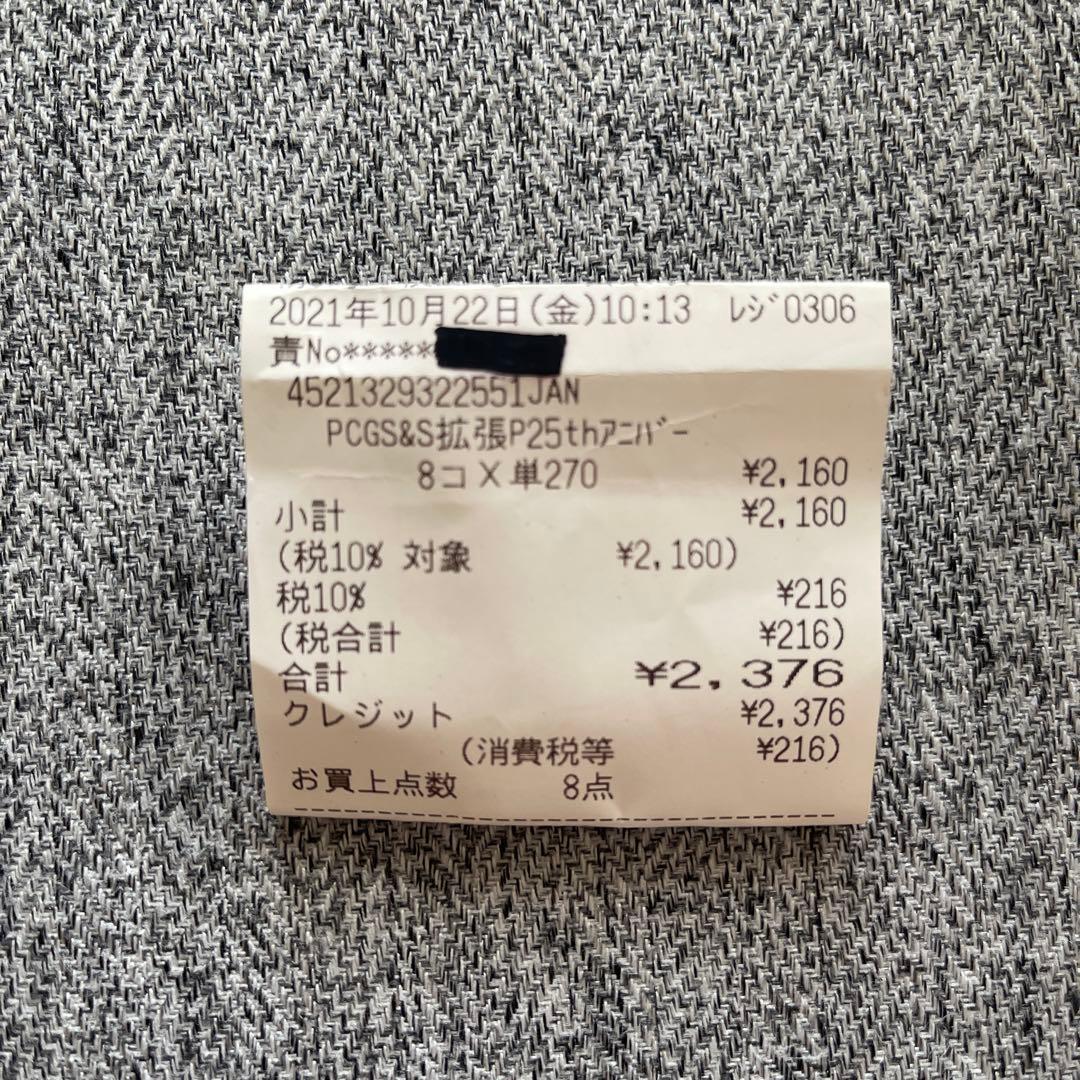 2021年10月22日(金)10:13 レジ0306
責No*****
4521329322551JAN
PCGS&S拡張P25thアニバー
8コX単270 ¥2,160
小計 ¥2,160
(税10% 対象 ¥2,160)
税10% ¥216
(税合計 ¥216)
合計 ¥2,376
クレジット ¥2,376
(消費税等 ¥216)
お買上点数 8点